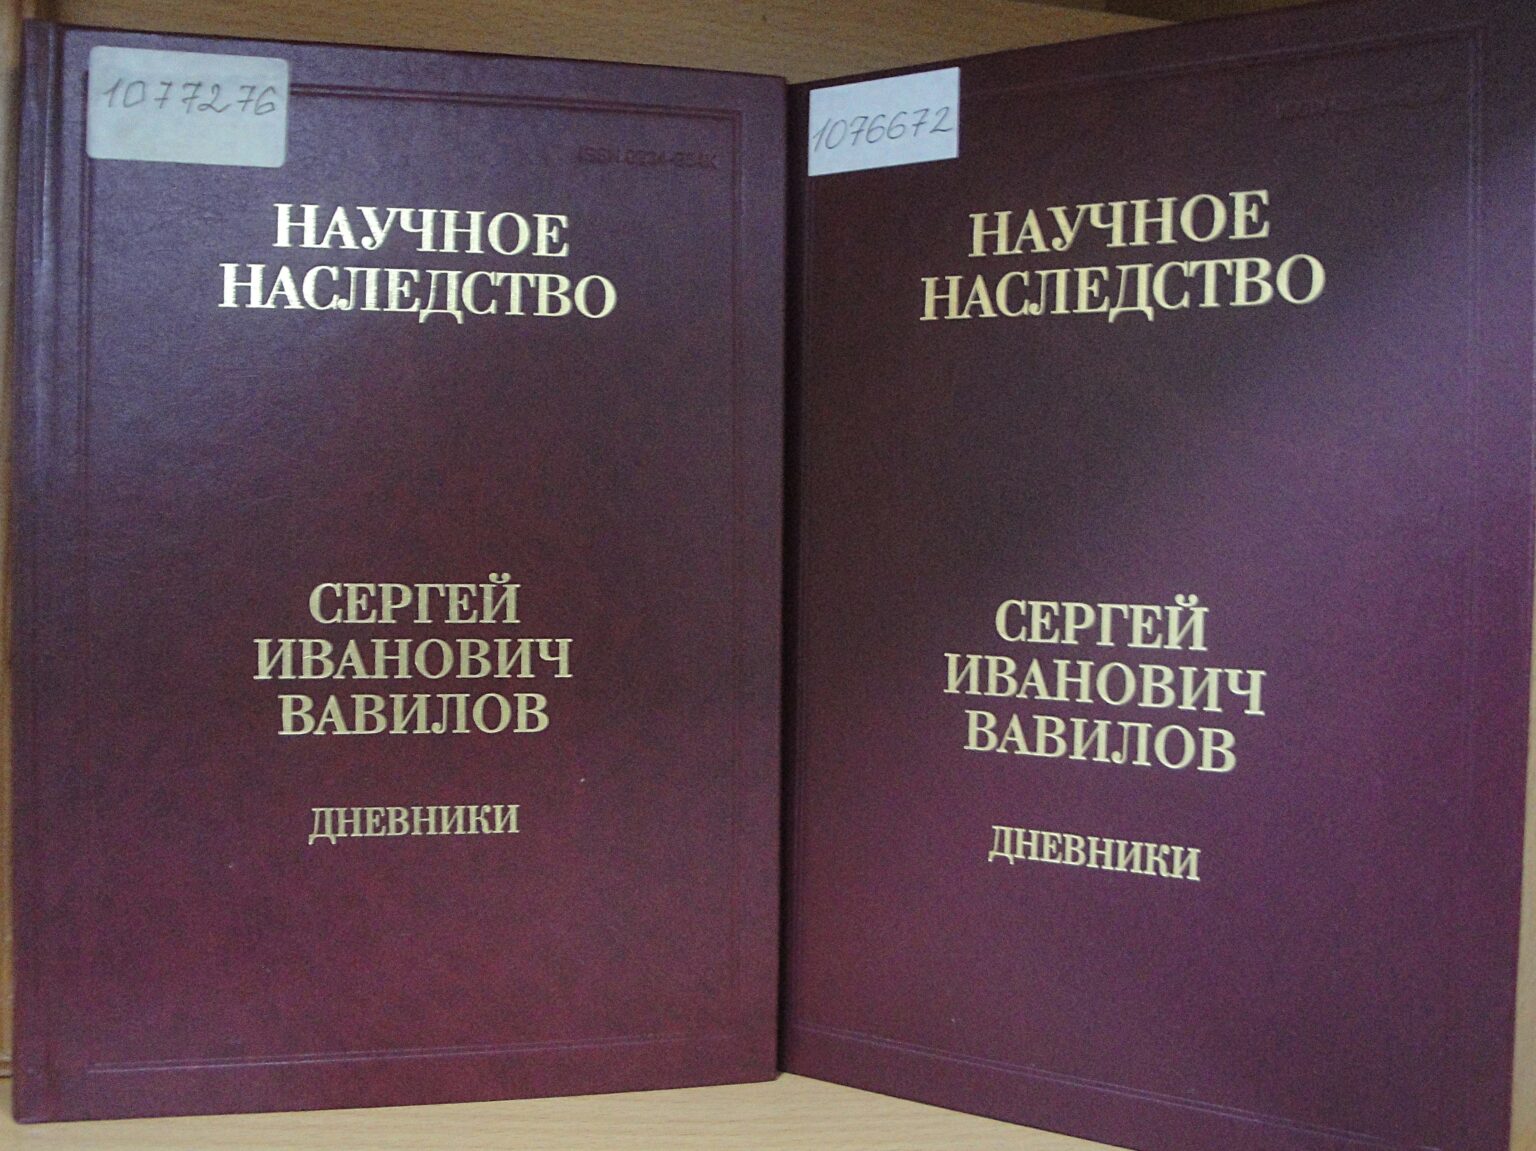 1077276
НАУЧНОЕ
НАСЛЕДСТВО
СЕРГЕЙ
ИВАНОВИЧ
ВАВИЛОВ
ДНЕВНИКИ
1076672
НАУЧНОЕ
НАСЛЕДСТВО
СЕРГЕЙ
ИВАНОВИЧ
ВАВИЛОВ
ДНЕВНИКИ